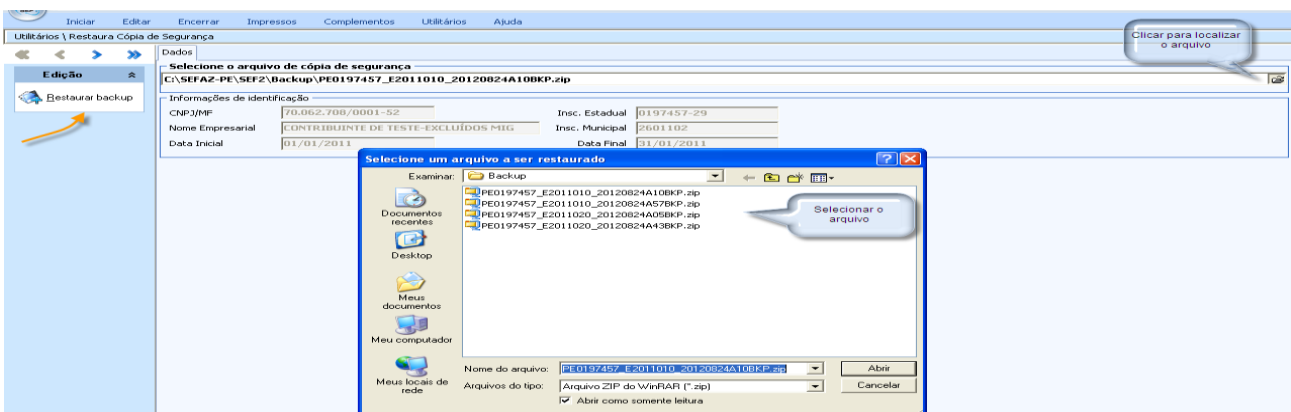 Iniciar Editar Encerrar Impressos Complementos Utilitários Ajuda
Utilitários \ Restaura Cópia de Segurança
Clicar para localizar
o arquivo
Dados
Edição
Restaurar backup
Selecione o arquivo de cópia de segurança
C:\SEFAZ-PE\SEF2\Backup\PE0197457_E2011010_20120824A10BKP.zip
Informações de identificação
CNPJ/MF 70.062.708/0001-52 Insc. Estadual 0197457-29
Nome Empresarial CONTRIBUINTE DE TESTE-EXCLUÍDOS MIG Insc. Municipal 2601102
Data Inicial 01/01/2011 Data Final 31/01/2011
Selecione um arquivo a ser restaurado
Examinar: Backup
PE0197457_E2011010_20120824A10BKP.zip
PE0197457_E2011010_20120824A57BKP.zip
PE0197457_E2011020_20120824A05BKP.zip
PE0197457_E2011020_20120824A43BKP.zip
Selecionar o
arquivo
Documentos
recentes
Desktop
Meus
documentos
Meu computador
Meus locais de
rede
Nome do arquivo: PE0197457_E2011010_20120824A10BKP.zip Abrir
Arquivos do tipo: Arquivo ZIP do WinRAR (*.zip) Cancelar
Abrir como somente leitura